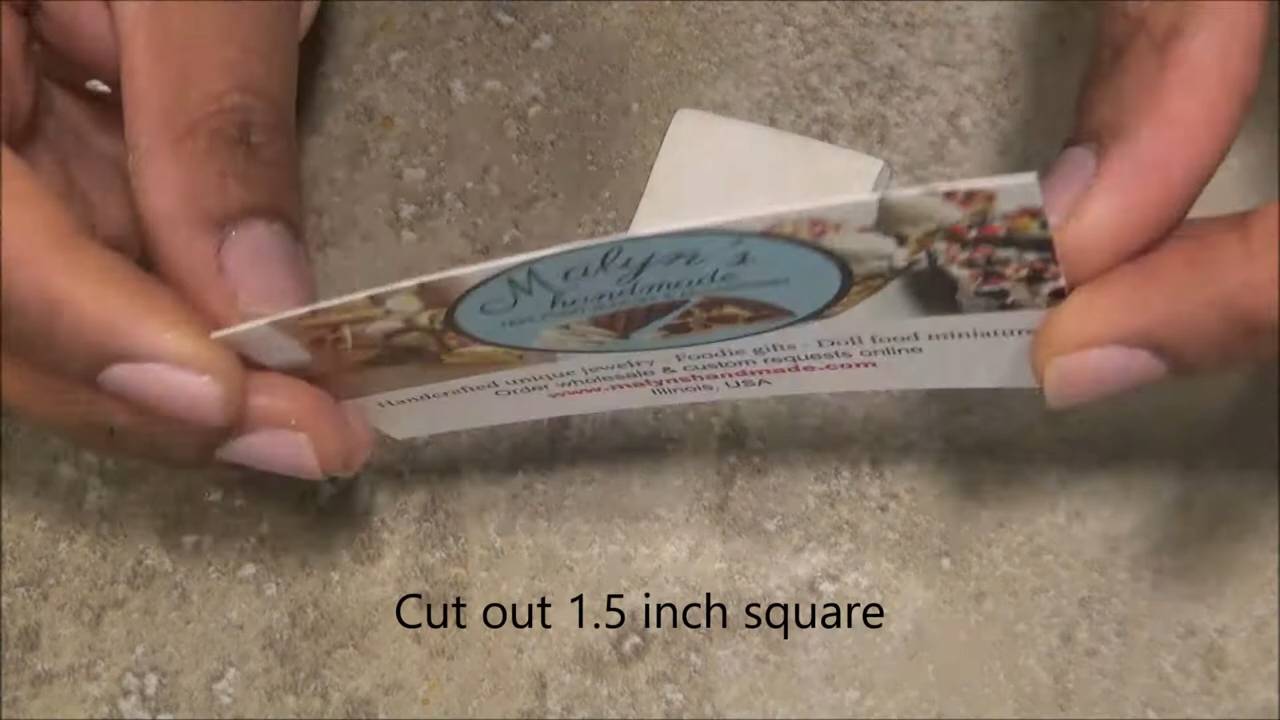 Malyn's
handmade
Handcrafted unique jewelry - Foodie gifts - Doll food miniature
Order wholesale & custom requests online
www.malynshandmade.com
Illinois, USA
Cut out 1.5 inch square